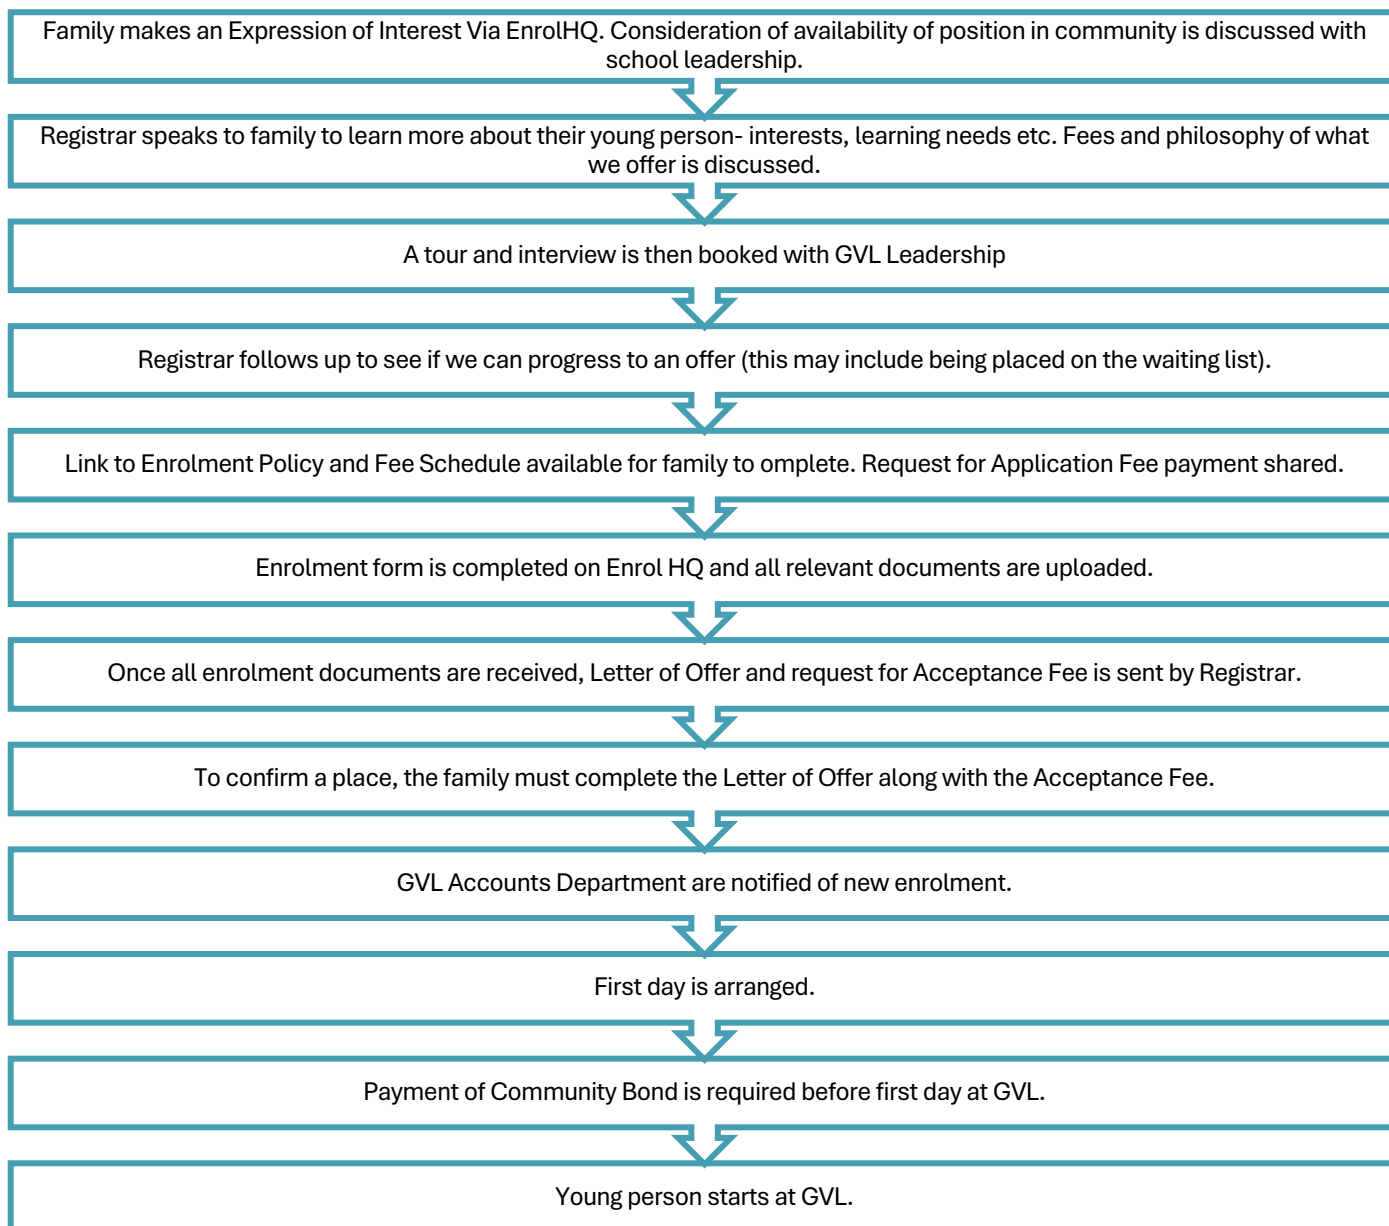 Family makes an Expression of Interest Via EnrolHQ. Consideration of availability of position in community is discussed with
school leadership.
Registrar speaks to family to learn more about their young person- interests, learning needs etc. Fees and philosophy of what
we offer is discussed.
A tour and interview is then booked with GVL Leadership
Registrar follows up to see if we can progress to an offer (this may include being placed on the waiting list).
Link to Enrolment Policy and Fee Schedule available for family to omplete. Request for Application Fee payment shared.
Enrolment form is completed on Enrol HQ and all relevant documents are uploaded.
Once all enrolment documents are received, Letter of Offer and request for Acceptance Fee is sent by Registrar.
To confirm a place, the family must complete the Letter of Offer along with the Acceptance Fee.
GVL Accounts Department are notified of new enrolment.
First day is arranged.
Payment of Community Bond is required before first day at GVL.
Young person starts at GVL.